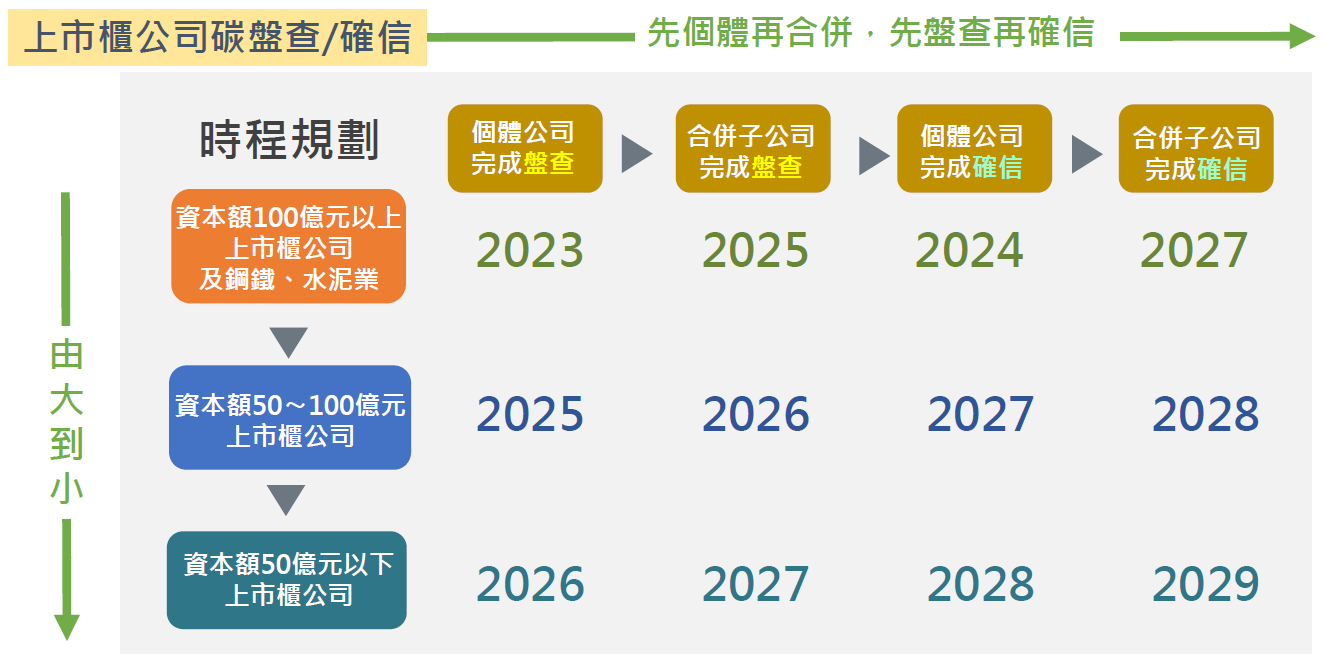 上市櫃公司碳盤查/確信
先個體再合併，先盤查再確信
時程規劃
個體公司
完成盤查
合併子公司
完成盤查
個體公司
完成確信
合併子公司
完成確信
資本額100億元以上
上市櫃公司
及鋼鐵、水泥業
2023
2025
2024
2027
由
大
到
小
資本額50～100億元
上市櫃公司
2025
2026
2027
2028
資本額50億元以下
上市櫃公司
2026
2027
2028
2029